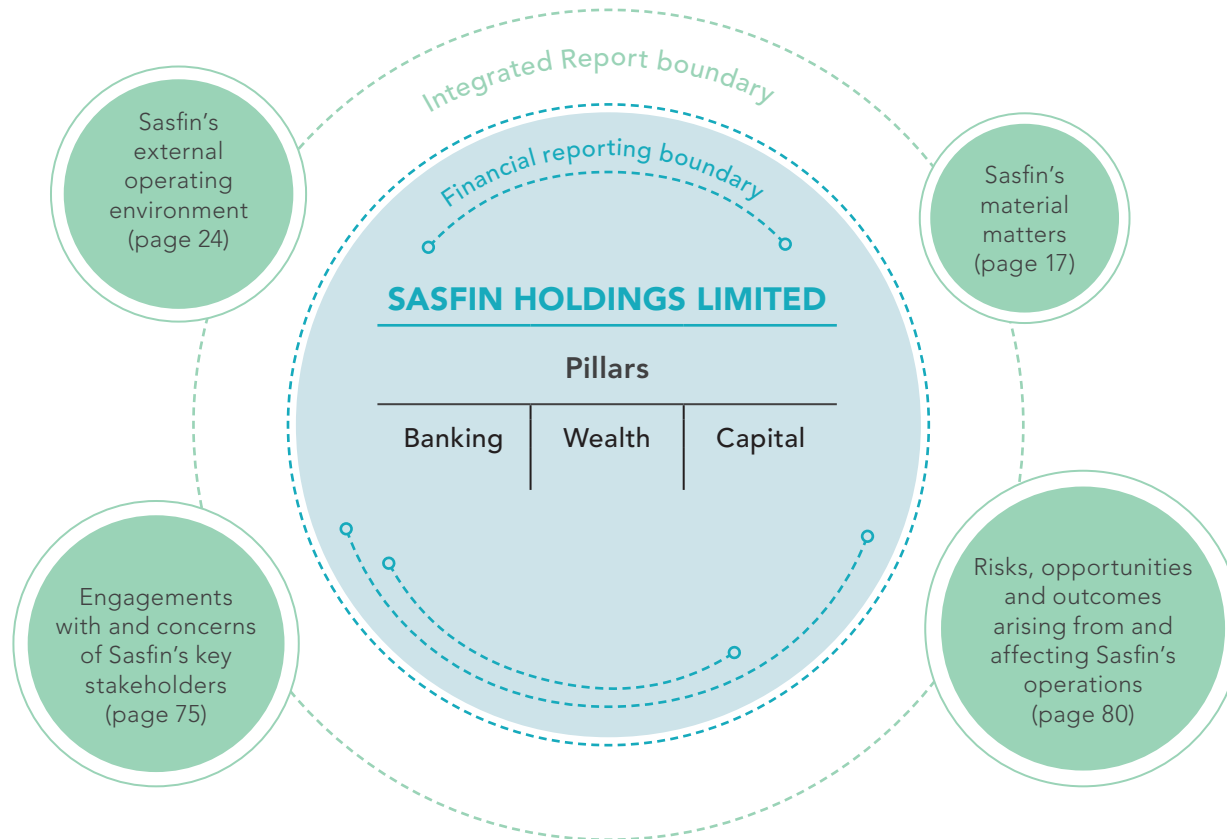 Integrated Report boundary
Financial reporting boundary
Sasfin's
external
operating
environment
(page 24)
Sasfin's
material
matters
(page 17)
SASFIN HOLDINGS LIMITED
Pillars
Banking
Wealth
Capital
Engagements
with and concerns
of Sasfin's key
stakeholders
(page 75)
Risks, opportunities
and outcomes
arising from and
affecting Sasfin's
operations
(page 80)